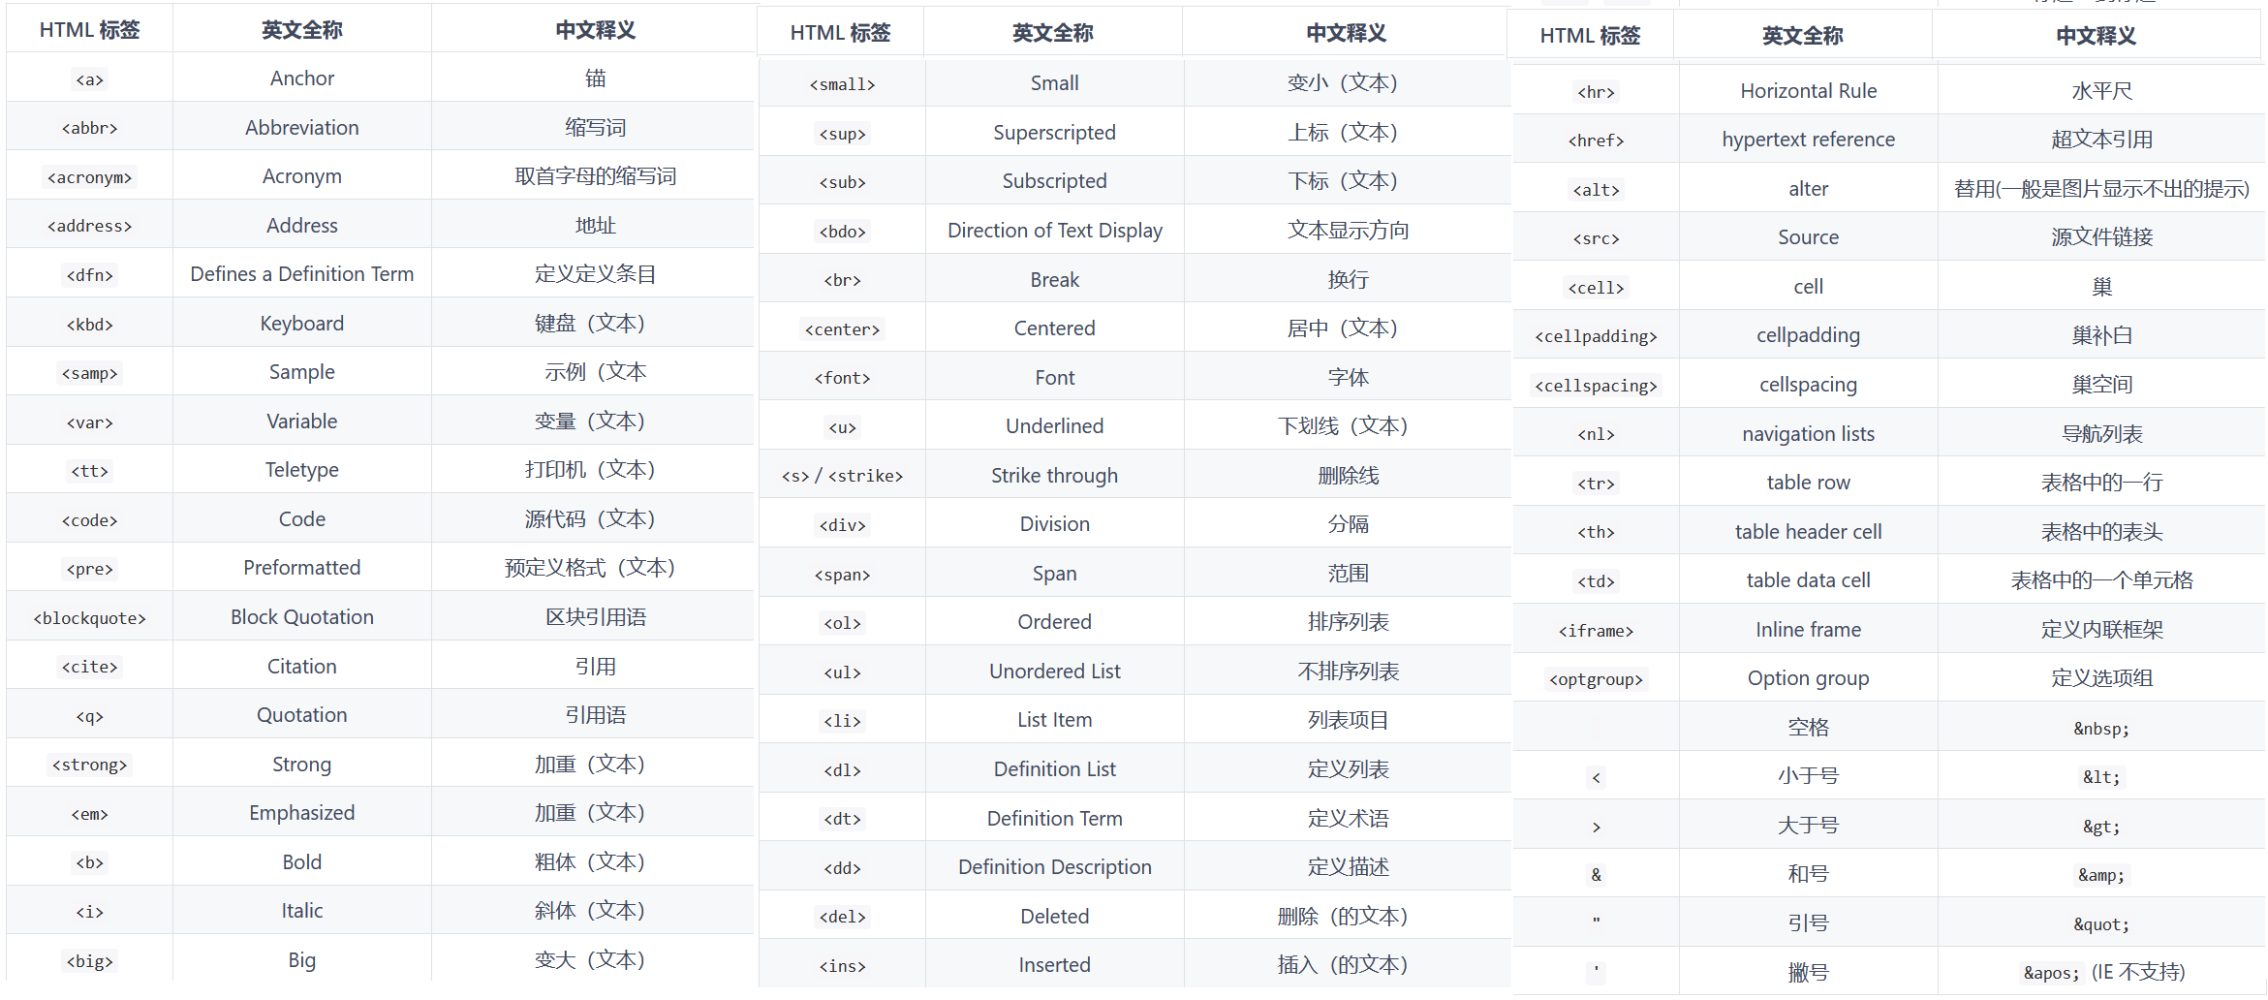 HTML 标签 英文全称 中文释义
<a> Anchor 锚
<abbr> Abbreviation 缩写词
<acronym> Acronym 取首字母的缩写词
<address> Address 地址
<dfn> Defines a Definition Term 定义定义条目
<kbd> Keyboard 键盘（文本）
<samp> Sample 示例（文本
<var> Variable 变量（文本）
<tt> Teletype 打印机（文本）
<code> Code 源代码（文本）
<pre> Preformatted 预定义格式（文本）
<blockquote> Block Quotation 区块引用语
<cite> Citation 引用
<q> Quotation 引用语
<strong> Strong 加重（文本）
<em> Emphasized 加重（文本）
<b> Bold 粗体（文本）
<i> Italic 斜体（文本）
<big> Big 变大（文本）
HTML 标签 英文全称 中文释义
<small> Small 变小（文本）
<sup> Superscripted 上标（文本）
<sub> Subscripted 下标（文本）
<bdo> Direction of Text Display 文本显示方向
<br> Break 换行
<center> Centered 居中（文本）
<font> Font 字体
<u> Underlined 下划线（文本）
<s> / <strike> Strike through 删除线
<div> Division 分隔
<span> Span 范围
<ol> Ordered 排序列表
<ul> Unordered List 不排序列表
<li> List Item 列表项目
<dl> Definition List 定义列表
<dt> Definition Term 定义术语
<dd> Definition Description 定义描述
<del> Deleted 删除（的文本）
<ins> Inserted 插入（的文本）
HTML 标签 英文全称 中文释义
<hr> Horizontal Rule 水平尺
<href> hypertext reference 超文本引用
<alt> alter 替用(一般是图片显示不出的提示)
<src> Source 源文件链接
<cell> cell 巢
<cellpadding> cellpadding 巢补白
<cellspacing> cellspacing 巢空间
<nl> navigation lists 导航列表
<tr> table row 表格中的一行
<th> table header cell 表格中的表头
<td> table data cell 表格中的一个单元格
<iframe> Inline frame 定义内联框架
<optgroup> Option group 定义选项组
空格 &nbsp;
< 小于号 &lt;
> 大于号 &gt;
& 和号 &amp;
" 引号 &quot;
' 撇号 &apos; (IE 不支持)